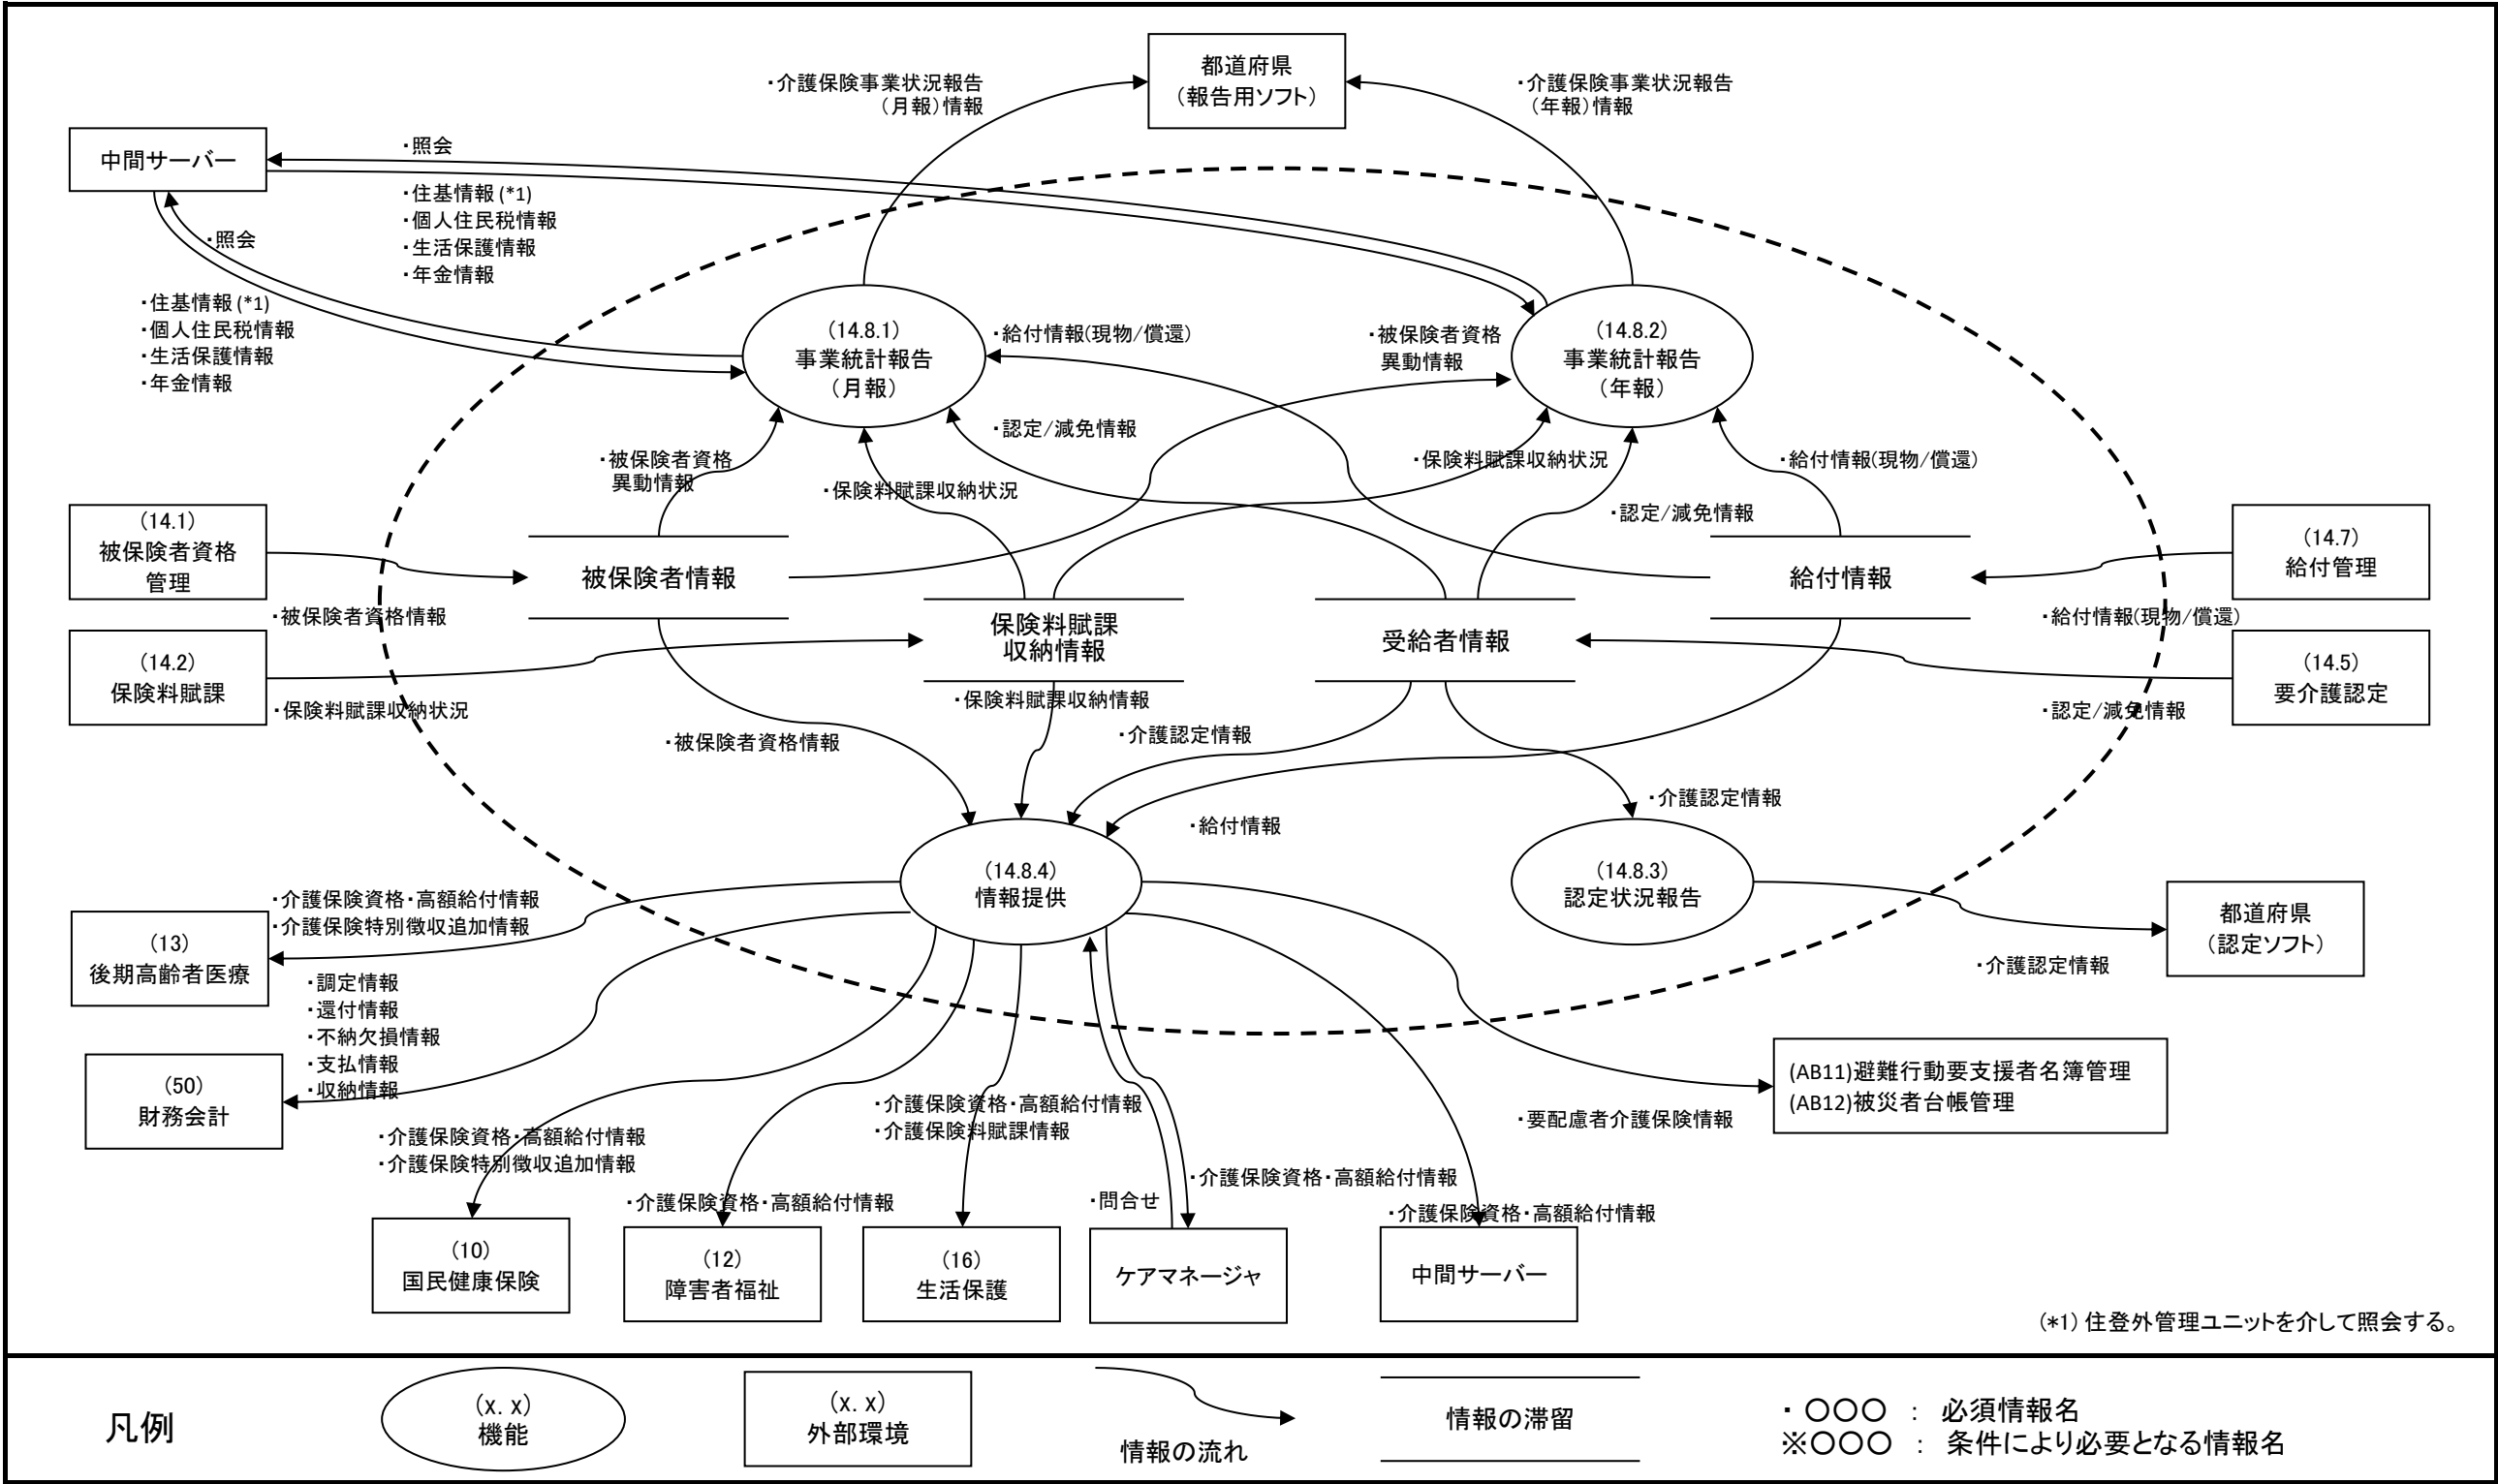 都道府県
（報告用ソフト）
・介護保険事業状況報告
（月報）情報
・介護保険事業状況報告
（年報）情報
中間サーバー
・照会
・住基情報(*1)
・個人住民税情報
・生活保護情報
・年金情報
・照会
・住基情報(*1)
・個人住民税情報
・生活保護情報
・年金情報
（14.8.1）
事業統計報告
（月報）
・給付情報(現物/償還)
・被保険者資格
異動情報
（14.8.2）
事業統計報告
（年報）
・認定/減免情報
・被保険者資格
異動情報
・保険料賦課収納状況
・保険料賦課収納状況
・給付情報(現物/償還)
・認定/減免情報
（14.1）
被保険者資格
管理
被保険者情報
給付情報
（14.7）
給付管理
・被保険者資格情報
保険料賦課
収納情報
受給者情報
・給付情報(現物/償還)
（14.2）
保険料賦課
（14.5）
要介護認定
・保険料賦課収納状況
・保険料賦課収納情報
・認定/減免情報
・被保険者資格情報
・介護認定情報
・給付情報
・介護認定情報
（14.8.4）
情報提供
（14.8.3）
認定状況報告
・介護保険資格・高額給付情報
・介護保険特別徴収追加情報
（13）
後期高齢者医療
都道府県
（認定ソフト）
・介護認定情報
・調定情報
・還付情報
・不納欠損情報
・支払情報
・収納情報
（50）
財務会計
(AB11)避難行動要支援者名簿管理
(AB12)被災者台帳管理
・要配慮者介護保険情報
・介護保険資格・高額給付情報
・介護保険料賦課情報
・介護保険資格・高額給付情報
・介護保険特別徴収追加情報
・介護保険資格・高額給付情報
・問合せ
・介護保険資格・高額給付情報
・介護保険資格・高額給付情報
（10）
国民健康保険
（12）
障害者福祉
（16）
生活保護
ケアマネージャ
中間サーバー
(*1) 住登外管理ユニットを介して照会する。
凡例
（x. x）
機能
（x. x）
外部環境
情報の流れ
情報の滞留
・ 〇〇〇 ： 必須情報名
※〇〇〇 ： 条件により必要となる情報名